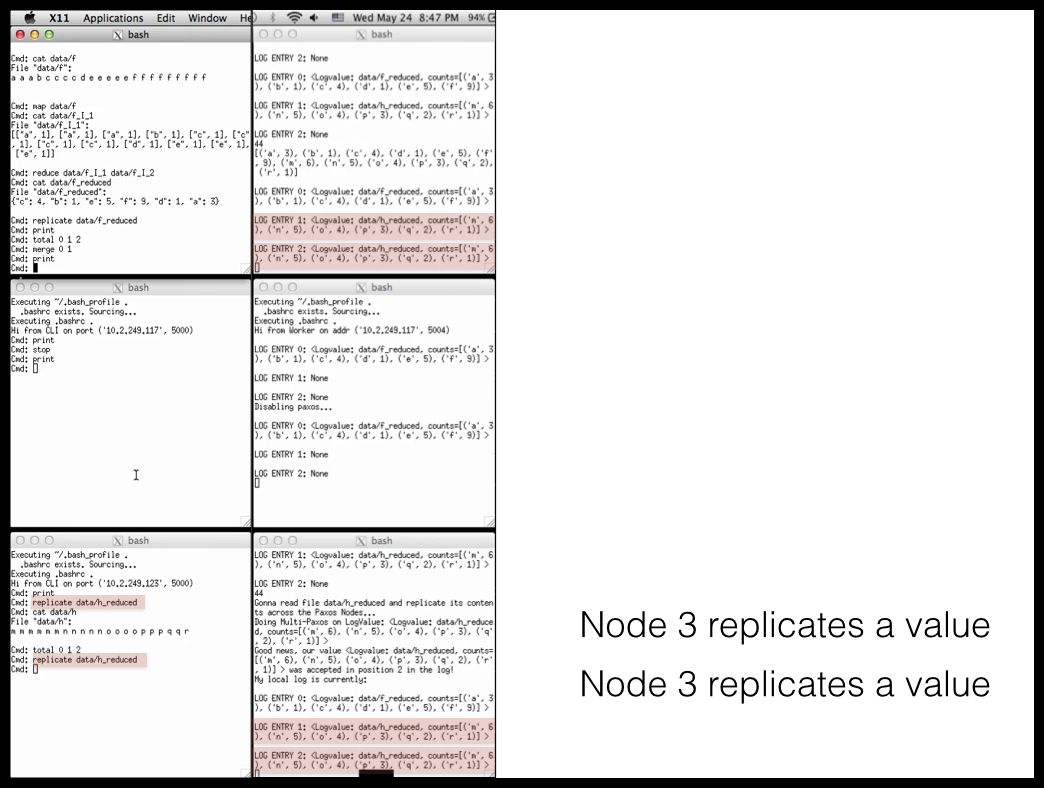 X11 Applications Edit Window He
Wed May 24 8:47 PM 94%
bash
Cmd: cat data/f
File "data/f":
a a a b c c c c d e e e e e f f f f f f f f f
Cmd: map data/f
Cmd: cat data/f_I_1
File "data/f_I_1":
[["a", 1], ["a", 1], ["a", 1], ["b", 1], ["c", 1], ["c"
, 1], ["c", 1], ["c", 1], ["d", 1], ["e", 1], ["e", 1],
["e", 1]]
Cmd: reduce data/f_I_1 data/f_I_2
Cmd: cat data/f_reduced
File "data/f_reduced":
{"c": 4, "b": 1, "e": 5, "f": 9, "d": 1, "a": 3}
Cmd: replicate data/f_reduced
Cmd: print
Cmd: total 0 1 2
Cmd: merge 0 1
Cmd: print
Cmd:
bash
LOG ENTRY 2: None
LOG ENTRY 0: <Logvalue: data/f_reduced, counts=[('a', 3
), ('b', 1), ('c', 4), ('d', 1), ('e', 5), ('f', 9)] >
LOG ENTRY 1: <Logvalue: data/h_reduced, counts=[('m', 6
), ('n', 5), ('o', 4), ('p', 3), ('q', 2), ('r', 1)] >
LOG ENTRY 2: None
44
[('a', 3), ('b', 1), ('c', 4), ('d', 1), ('e', 5), ('f'
, 9), ('m', 6), ('n', 5), ('o', 4), ('p', 3), ('q', 2),
('r', 1)]
LOG ENTRY 0: <Logvalue: data/f_reduced, counts=[('a', 3
), ('b', 1), ('c', 4), ('d', 1), ('e', 5), ('f', 9)] >
LOG ENTRY 1: <Logvalue: data/h_reduced, counts=[('m', 6
), ('n', 5), ('o', 4), ('p', 3), ('q', 2), ('r', 1)] >
LOG ENTRY 2: <Logvalue: data/h_reduced, counts=[('m', 6
), ('n', 5), ('o', 4), ('p', 3), ('q', 2), ('r', 1)] >
bash
Executing ~/.bash_profile .
.bashrc exists. Sourcing...
Executing .bashrc .
Hi from CLI on port ('10.2.249.117', 5000)
Cmd: print
Cmd: stop
Cmd: print
Cmd:
bash
Executing ~/.bash_profile .
.bashrc exists. Sourcing...
Executing .bashrc .
Hi from Worker on addr ('10.2.249.117', 5004)
LOG ENTRY 0: <Logvalue: data/f_reduced, counts=[('a', 3
), ('b', 1), ('c', 4), ('d', 1), ('e', 5), ('f', 9)] >
LOG ENTRY 1: None
LOG ENTRY 2: None
Disabling paxos...
LOG ENTRY 0: <Logvalue: data/f_reduced, counts=[('a', 3
), ('b', 1), ('c', 4), ('d', 1), ('e', 5), ('f', 9)] >
LOG ENTRY 1: None
LOG ENTRY 2: None
bash
Executing ~/.bash_profile .
.bashrc exists. Sourcing...
Executing .bashrc .
Hi from CLI on port ('10.2.249.123', 5000)
Cmd: print
Cmd: replicate data/h_reduced
Cmd: cat data/h
File "data/h":
m m m m m m n n n n n o o o o p p p q q r
Cmd: total 0 1 2
Cmd: replicate data/h_reduced
Cmd:
bash
LOG ENTRY 1: <Logvalue: data/h_reduced, counts=[('m', 6
), ('n', 5), ('o', 4), ('p', 3), ('q', 2), ('r', 1)] >
LOG ENTRY 2: None
44
Gonna read file data/h_reduced and replicate its conten
ts across the Paxos Nodes...
Doing Multi-Paxos on LogValue: <Logvalue: data/h_reduce
d, counts=[('m', 6), ('n', 5), ('o', 4), ('p', 3), ('q'
, 2), ('r', 1)] >
Good news, our value <Logvalue: data/h_reduced, counts=
[('m', 6), ('n', 5), ('o', 4), ('p', 3), ('q', 2), ('r'
, 1)] > was accepted in position 2 in the log!
My local log is currently:
LOG ENTRY 0: <Logvalue: data/f_reduced, counts=[('a', 3
), ('b', 1), ('c', 4), ('d', 1), ('e', 5), ('f', 9)] >
LOG ENTRY 1: <Logvalue: data/h_reduced, counts=[('m', 6
), ('n', 5), ('o', 4), ('p', 3), ('q', 2), ('r', 1)] >
LOG ENTRY 2: <Logvalue: data/h_reduced, counts=[('m', 6
), ('n', 5), ('o', 4), ('p', 3), ('q', 2), ('r', 1)] >
Node 3 replicates a value
Node 3 replicates a value